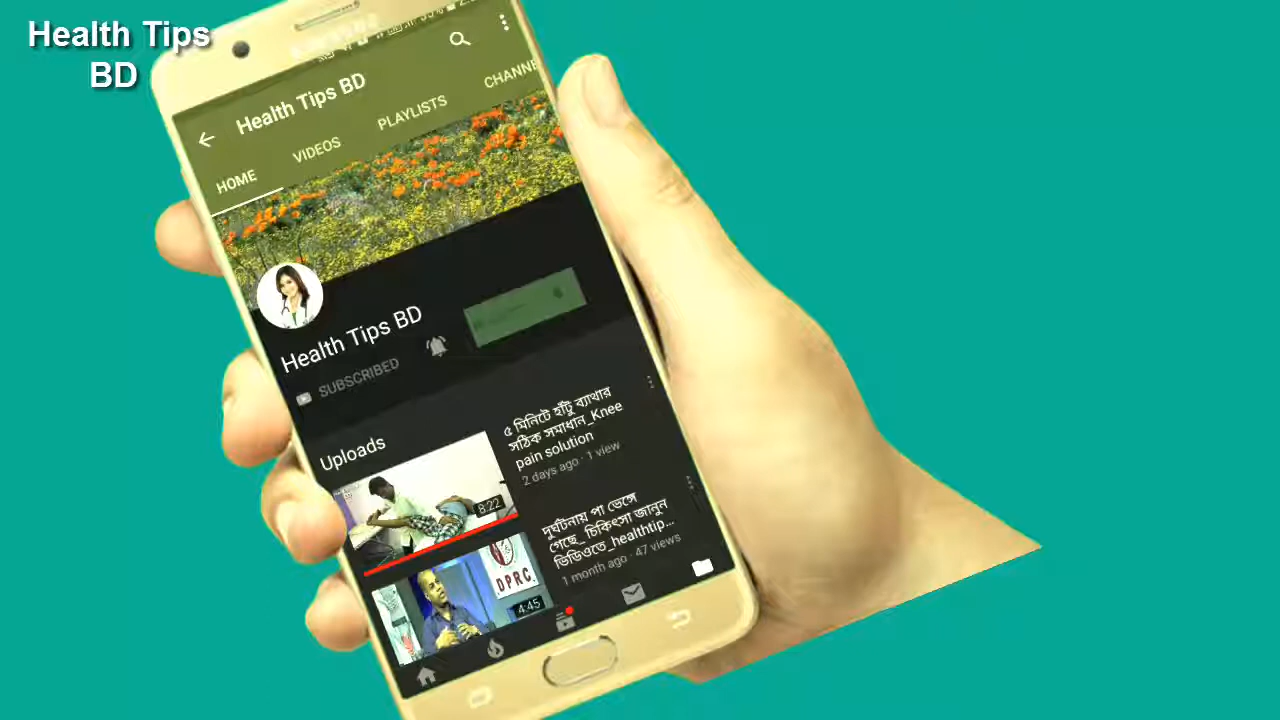 Health Tips
BD
Health Tips BD
HOME
VIDEOS
PLAYLISTS
CHANNE
Health Tips BD
SUBSCRIBED
Uploads
৫ মিনিটে হাঁটু ব্যাথার
সঠিক সমাধান_Knee
pain solution
2 days ago · 1 view
8:22
দুর্ঘটনায় পা ভেঙ্গে
গেছে_ চিকিৎসা জানুন
ভিডিওতে_healthtip...
1 month ago · 47 views
DPRC
4:45